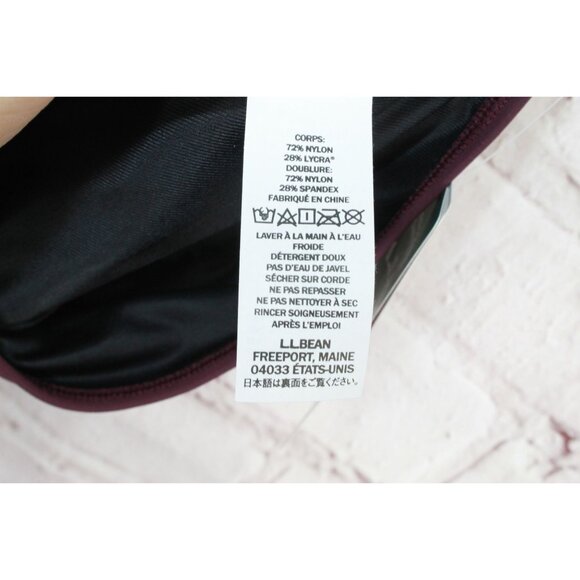 CORPS:
72% NYLON
28% LYCRA®
DOUBLURE:
72% NYLON
28% SPANDEX
FABRIQUÉ EN CHINE
LAVER À LA MAIN À L'EAU
FROIDE
DÉTERGENT DOUX
PAS D'EAU DE JAVEL
SÉCHER SUR CORDE
NE PAS REPASSER
NE PAS NETTOYER À SEC
RINCER SOIGNEUSEMENT
APRÈS L'EMPLOI
L.L.BEAN
FREEPORT, MAINE
04033 ÉTATS-UNIS
日本語は裏面をご覧ください。